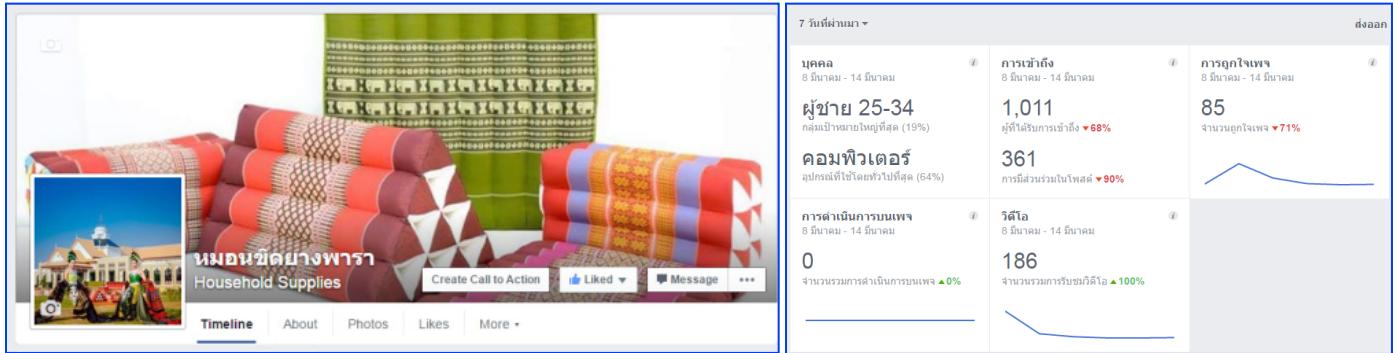 หมอนขิดยางพารา
Household Supplies
Create Call to Action
Liked
Message
Timeline
About
Photos
Likes
More
7 วันที่ผ่านมา
ส่งออก
บุคคล
8 มีนาคม - 14 มีนาคม
ผู้ชาย 25-34
กลุ่มเป้าหมายใหญ่ที่สุด (19%)
คอมพิวเตอร์
อุปกรณ์ที่ใช้โดยทั่วไปที่สุด (64%)
การเข้าถึง
8 มีนาคม - 14 มีนาคม
1,011
ผู้ที่ได้รับการเข้าถึง ▼68%
361
การมีส่วนร่วมในโพสต์ ▼90%
การถูกใจเพจ
8 มีนาคม - 14 มีนาคม
85
จำนวนถูกใจเพจ ▼71%
การดำเนินการบนเพจ
8 มีนาคม - 14 มีนาคม
0
จำนวนรวมการดำเนินการบนเพจ ▲0%
วิดีโอ
8 มีนาคม - 14 มีนาคม
186
จำนวนรวมการรับชมวิดีโอ ▲100%